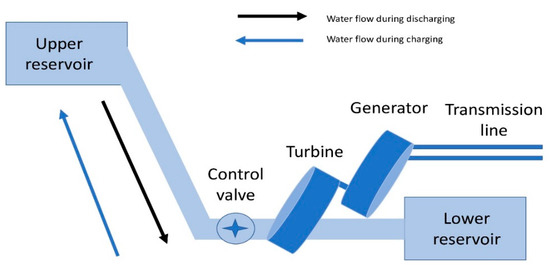 Water flow during discharging
Water flow during charging
Upper
reservoir
Generator
Transmission
line
Turbine
Control
valve
Lower
reservoir